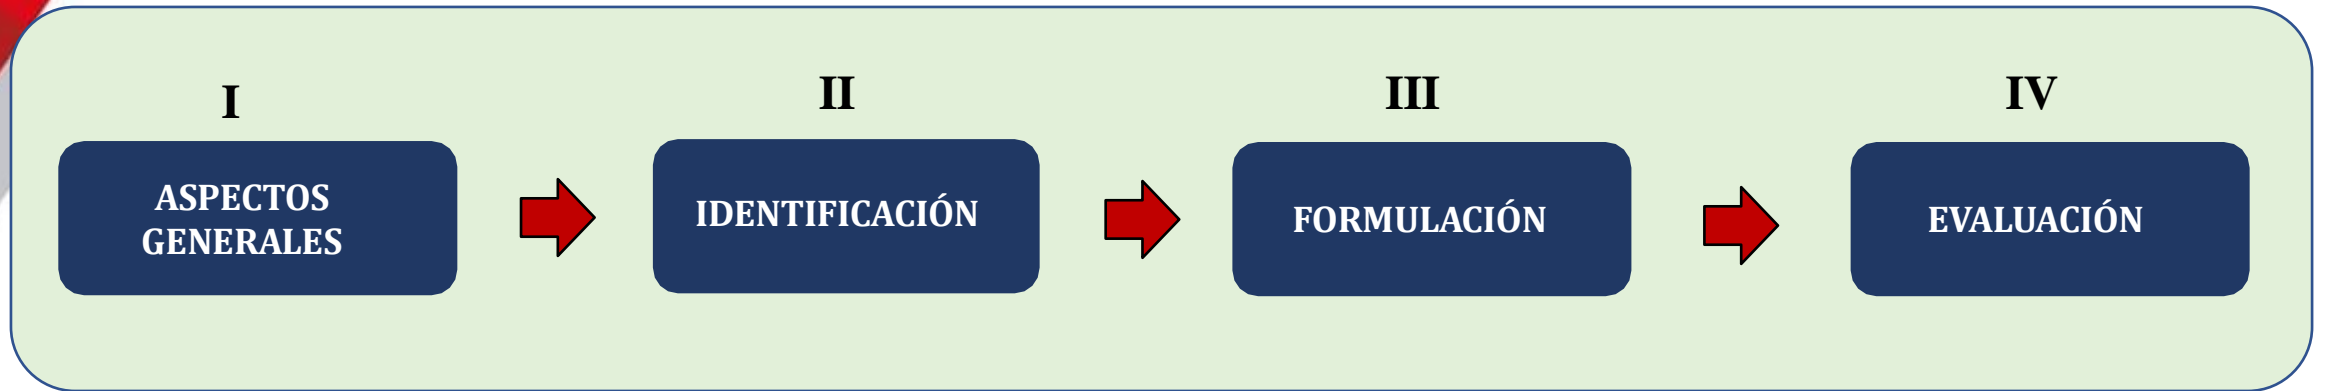 I
ASPECTOS
GENERALES
II
IDENTIFICACIÓN
III
FORMULACIÓN
IV
EVALUACIÓN